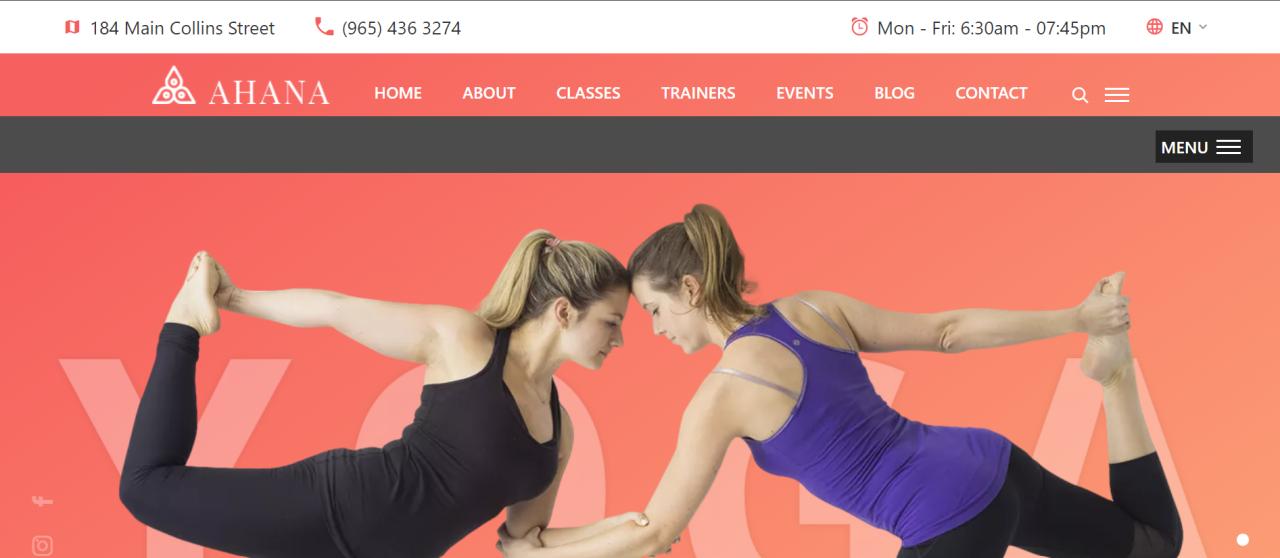 184 Main Collins Street (965) 436 3274 Mon - Fri: 6:30am - 07:45pm EN
AHANA HOME ABOUT CLASSES TRAINERS EVENTS BLOG CONTACT
MENU
YOGA